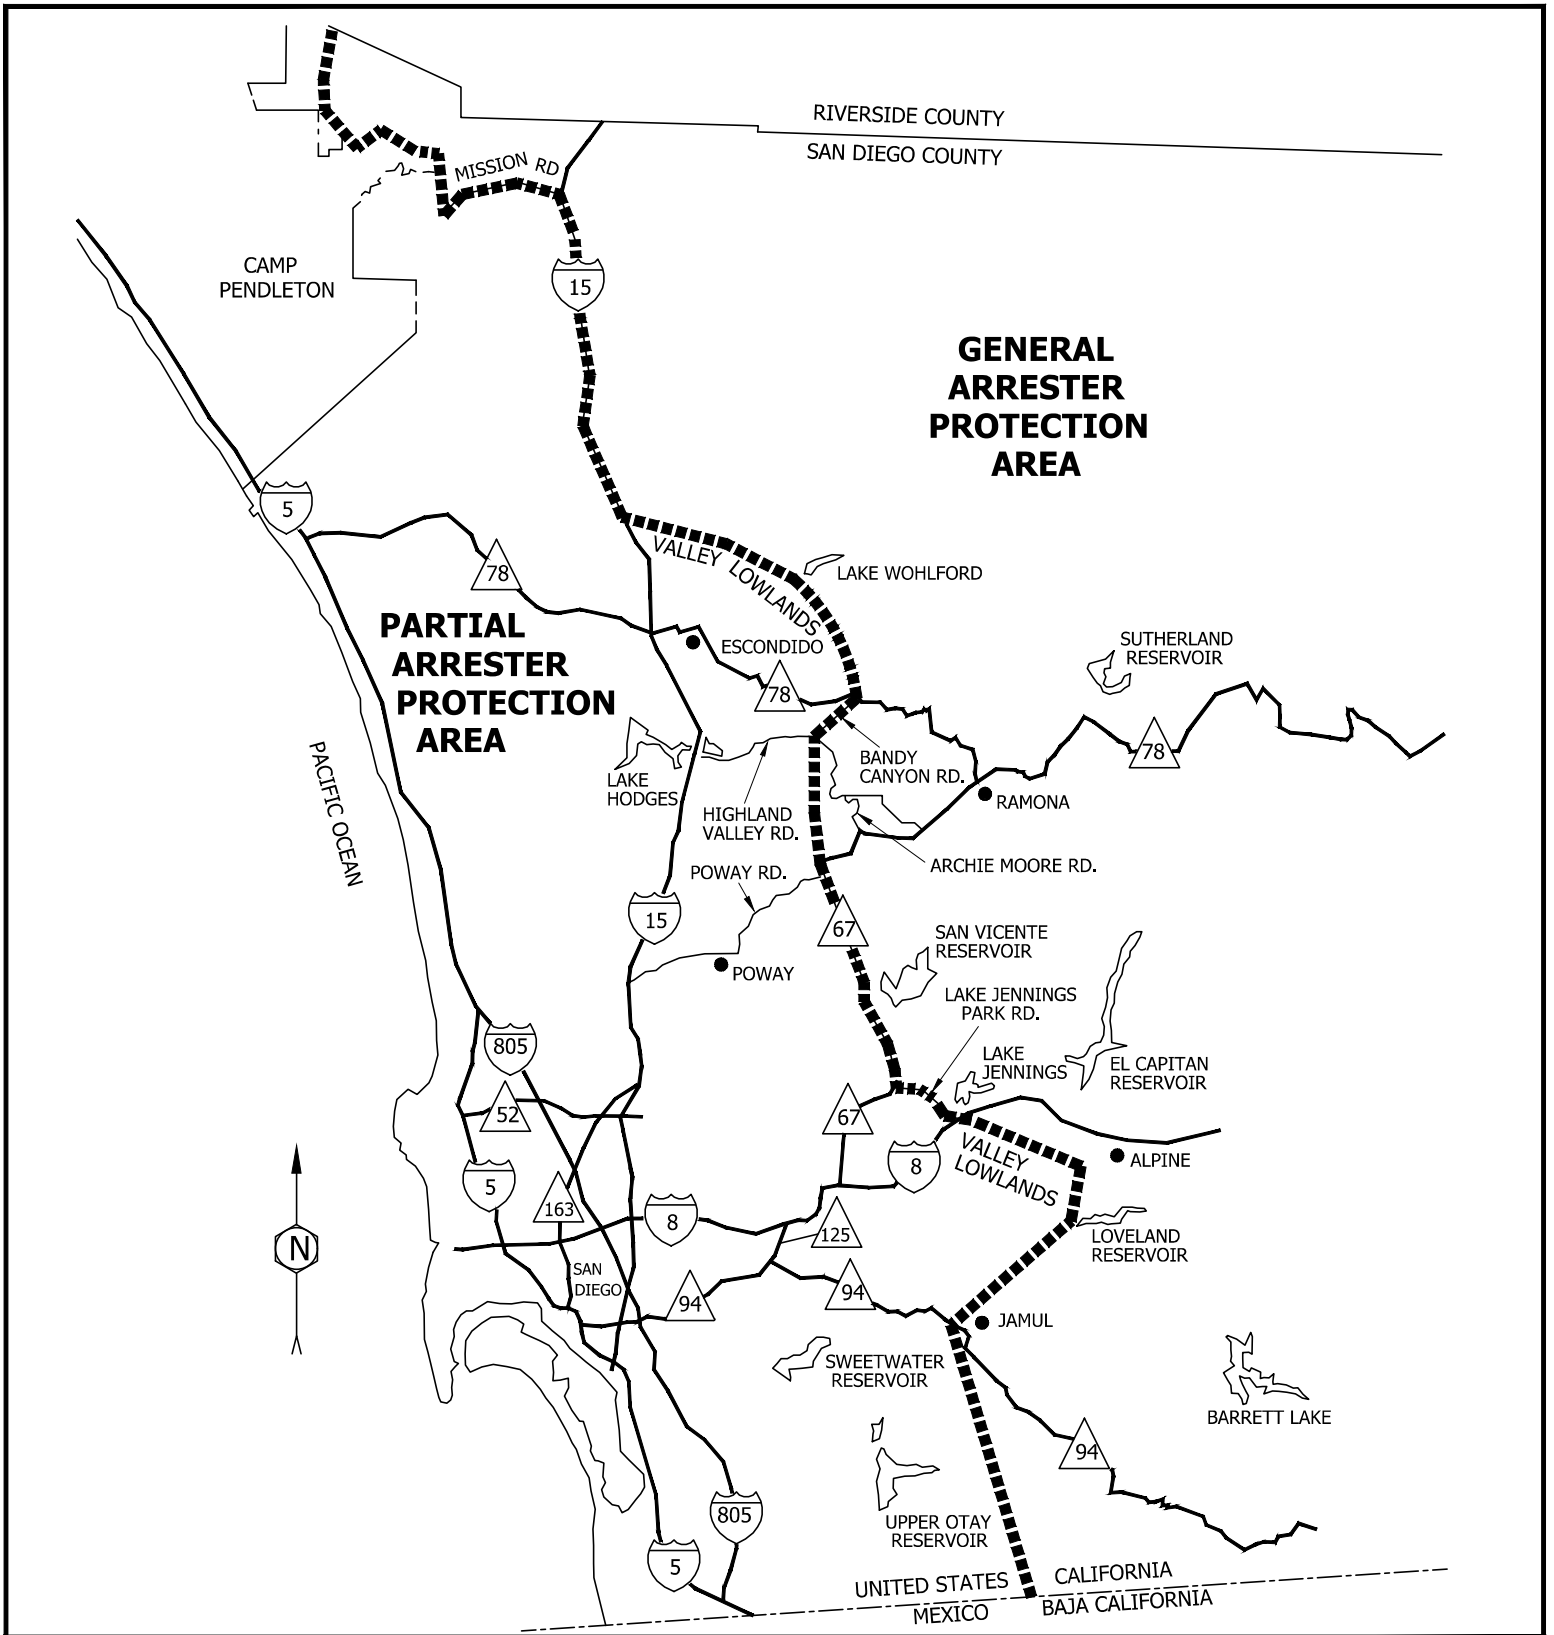 RIVERSIDE COUNTY
SAN DIEGO COUNTY
MISSION RD
CAMP
PENDLETON
15
GENERAL
ARRESTER
PROTECTION
AREA
5
78
VALLEY LOWLANDS
LAKE WOHLFORD
PARTIAL
ARRESTER
PROTECTION
AREA
ESCONDIDO
SUTHERLAND
RESERVOIR
78
78
PACIFIC OCEAN
LAKE
HODGES
BANDY
CANYON RD.
RAMONA
HIGHLAND
VALLEY RD.
ARCHIE MOORE RD.
POWAY RD.
15
67
SAN VICENTE
RESERVOIR
POWAY
LAKE JENNINGS
PARK RD.
805
LAKE
JENNINGS
EL CAPITAN
RESERVOIR
52
67
VALLEY
LOWLANDS
ALPINE
8
5
163
8
125
N
LOVELAND
RESERVOIR
SAN
DIEGO
94
94
JAMUL
SWEETWATER
RESERVOIR
BARRETT LAKE
94
805
UPPER OTAY
RESERVOIR
5
UNITED STATES
MEXICO
CALIFORNIA
BAJA CALIFORNIA